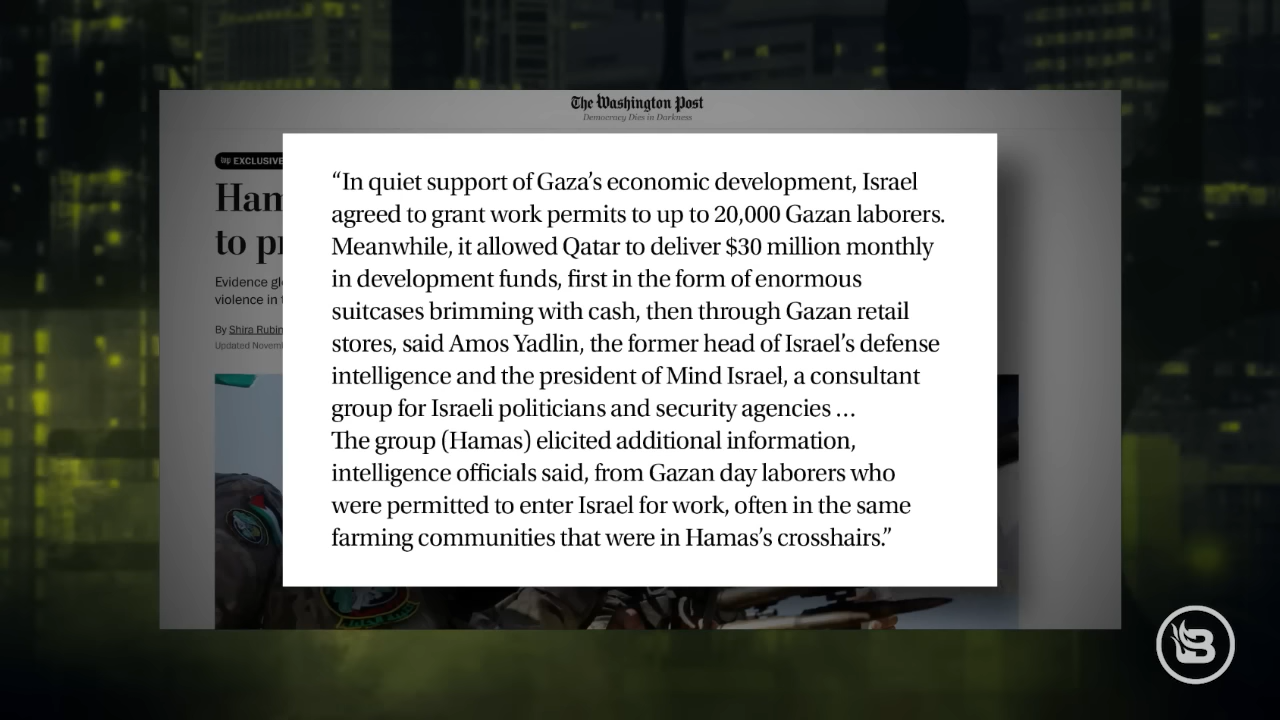 The Washington Post
Democracy Dies in Darkness
wp EXCLUSIVE
Ham
to pr
Evidence gl
violence in t
By Shira Rubin
Updated Novem
“In quiet support of Gaza’s economic development, Israel
agreed to grant work permits to up to 20,000 Gazan laborers.
Meanwhile, it allowed Qatar to deliver $30 million monthly
in development funds, first in the form of enormous
suitcases brimming with cash, then through Gazan retail
stores, said Amos Yadlin, the former head of Israel’s defense
intelligence and the president of Mind Israel, a consultant
group for Israeli politicians and security agencies …
The group (Hamas) elicited additional information,
intelligence officials said, from Gazan day laborers who
were permitted to enter Israel for work, often in the same
farming communities that were in Hamas’s crosshairs.”
B